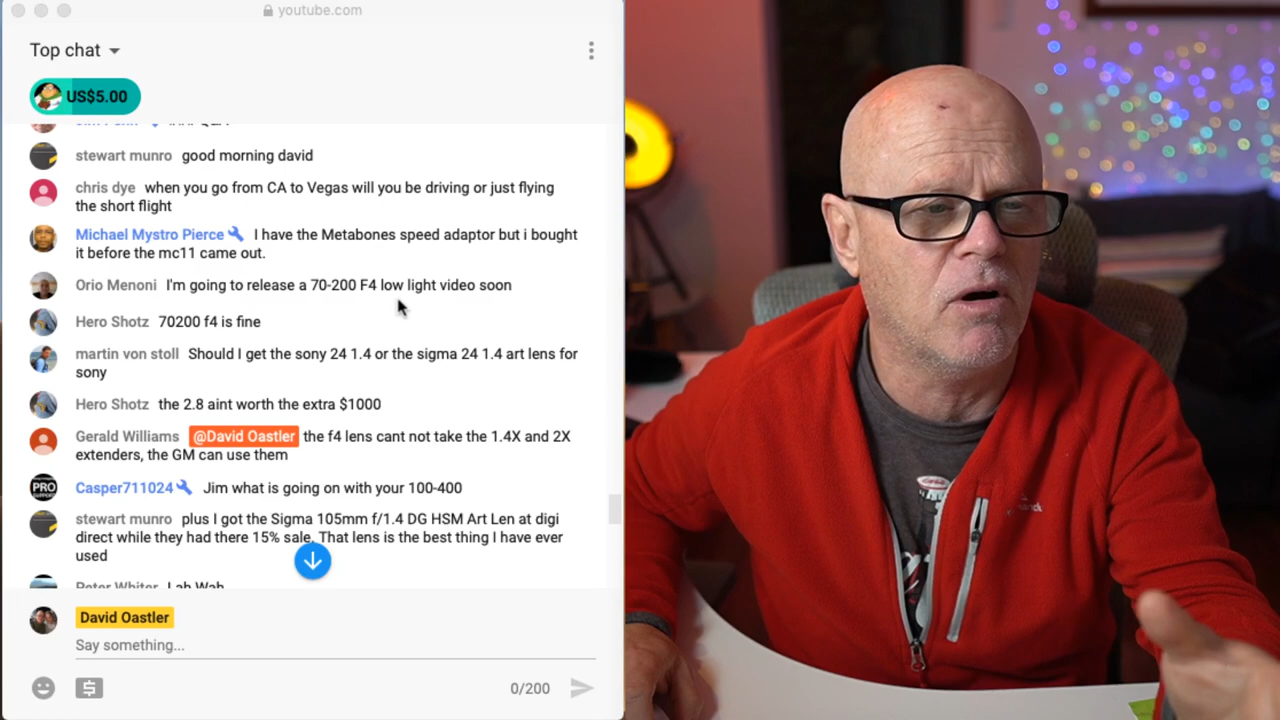 youtube.com
Top chat
US$5.00
stewart munro good morning david
chris dye when you go from CA to Vegas will you be driving or just flying
the short flight
Michael Mystro Pierce I have the Metabones speed adaptor but i bought
it before the mc11 came out.
Orio Menoni I'm going to release a 70-200 F4 low light video soon
Hero Shotz 70200 f4 is fine
martin von stoll Should I get the sony 24 1.4 or the sigma 24 1.4 art lens for
sony
Hero Shotz the 2.8 aint worth the extra $1000
Gerald Williams @David Oastler the f4 lens cant not take the 1.4X and 2X
extenders, the GM can use them
PRO
Casper711024 Jim what is going on with your 100-400
stewart munro plus I got the Sigma 105mm f/1.4 DG HSM Art Len at digi
direct while they had there 15% sale. That lens is the best thing I have ever
used
Peter Whiter Lah Wah
David Oastler
Say something...
0/200